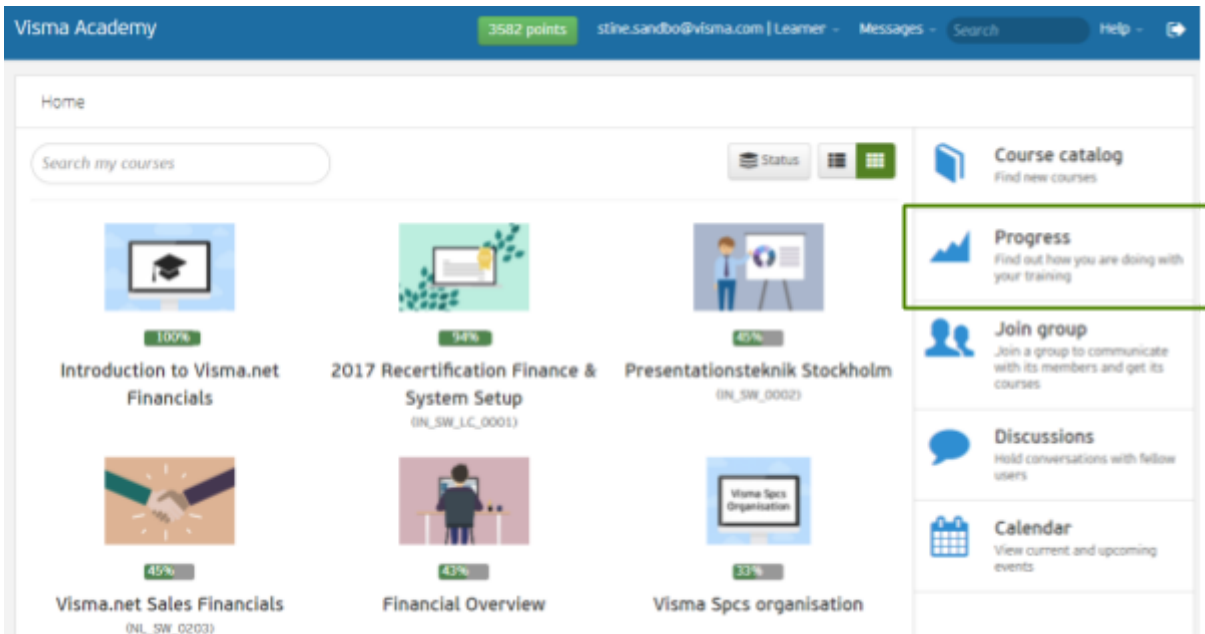 Visma Academy
3582 points
stine.sandbo@visma.com | Learner
Messages
Search
Help
Home
Search my courses
Status
100%
94%
45%
Introduction to Visma.net
Financials
2017 Recertification Finance &
System Setup
(IN_SW_LC_0001)
Presentationsteknik Stockholm
(IN_SW_0002)
Visma Spcs
Organisation
45%
43%
33%
Visma.net Sales Financials
(NL_SW_0203)
Financial Overview
Visma Spcs organisation
Course catalog
Find new courses
Progress
Find out how you are doing with
your training
Join group
Join a group to communicate
with its members and get its
courses
Discussions
Hold conversations with fellow
users
Calendar
View current and upcoming
events